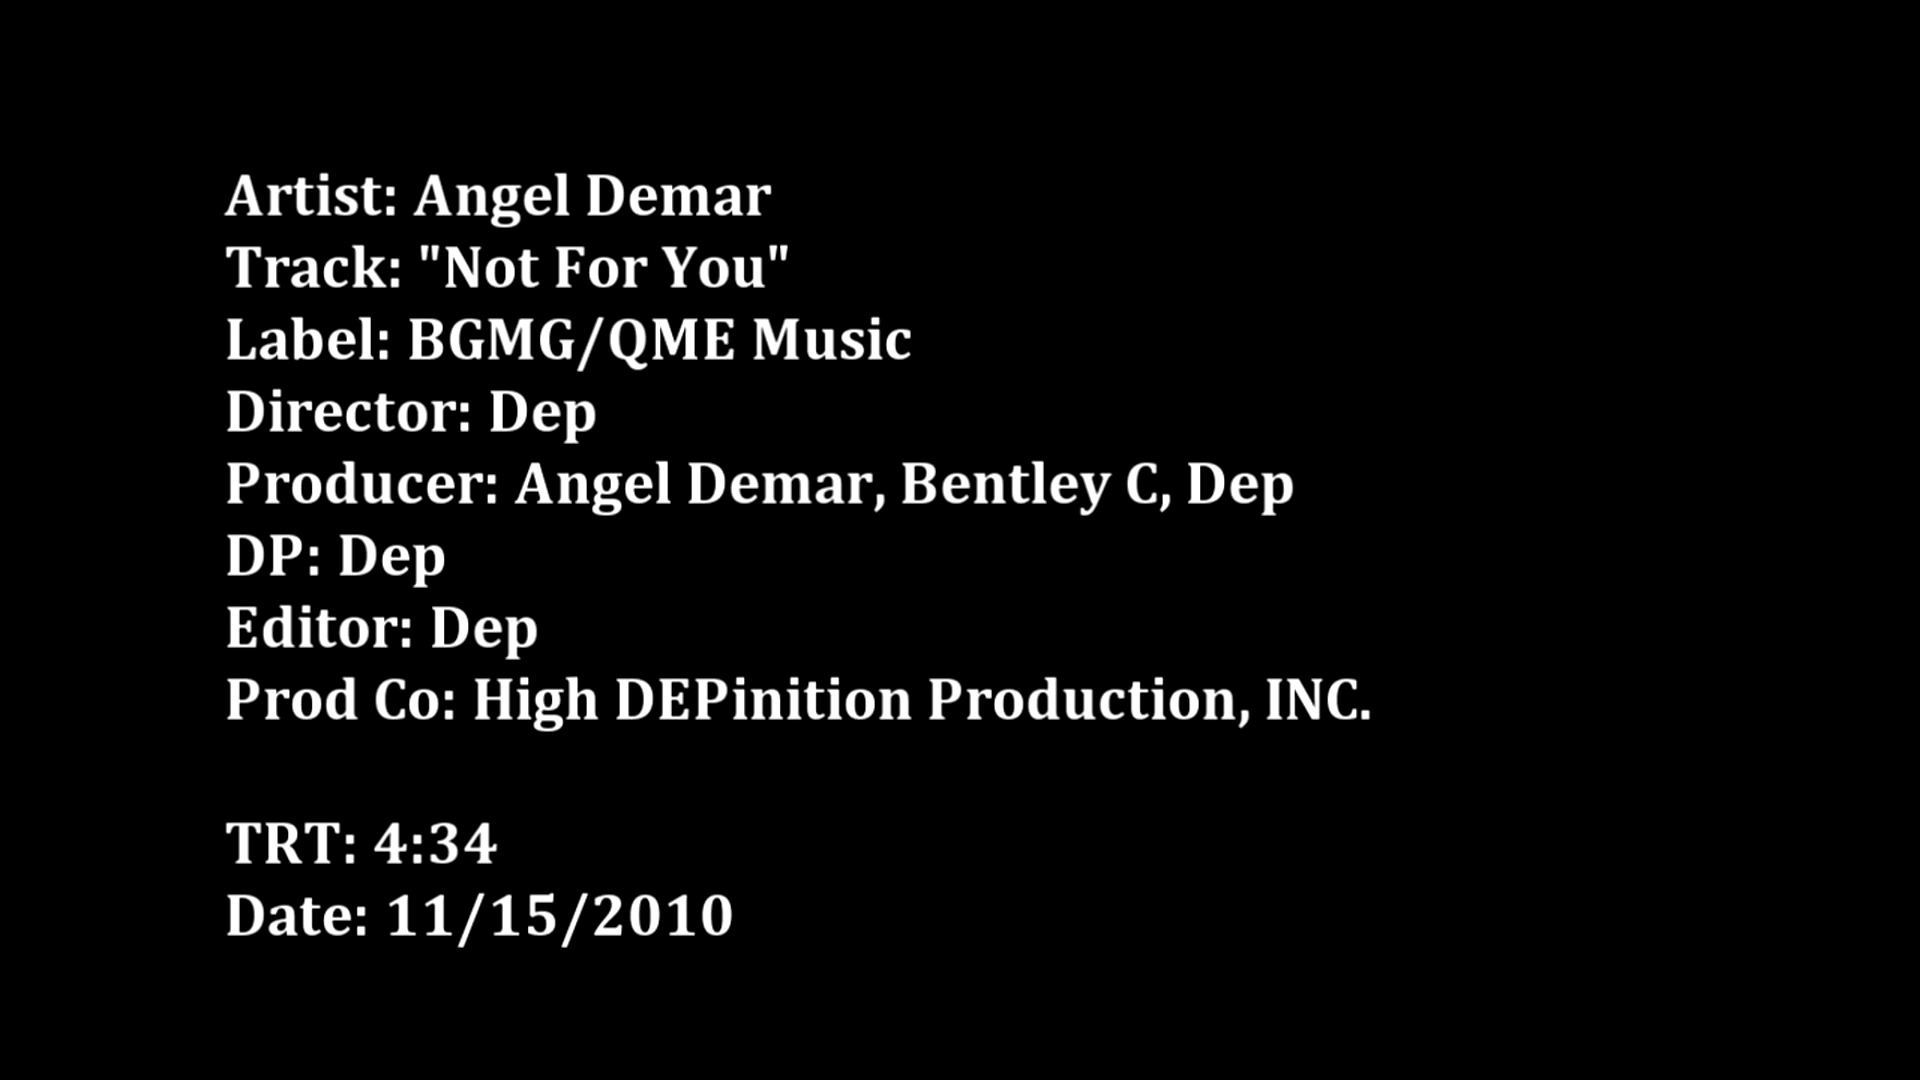 Artist: Angel Demar
Track: "Not For You"
Label: BGMG/QME Music
Director: Dep
Producer: Angel Demar, Bentley C, Dep
DP: Dep
Editor: Dep
Prod Co: High DEPinition Production, INC.
TRT: 4:34
Date: 11/15/2010